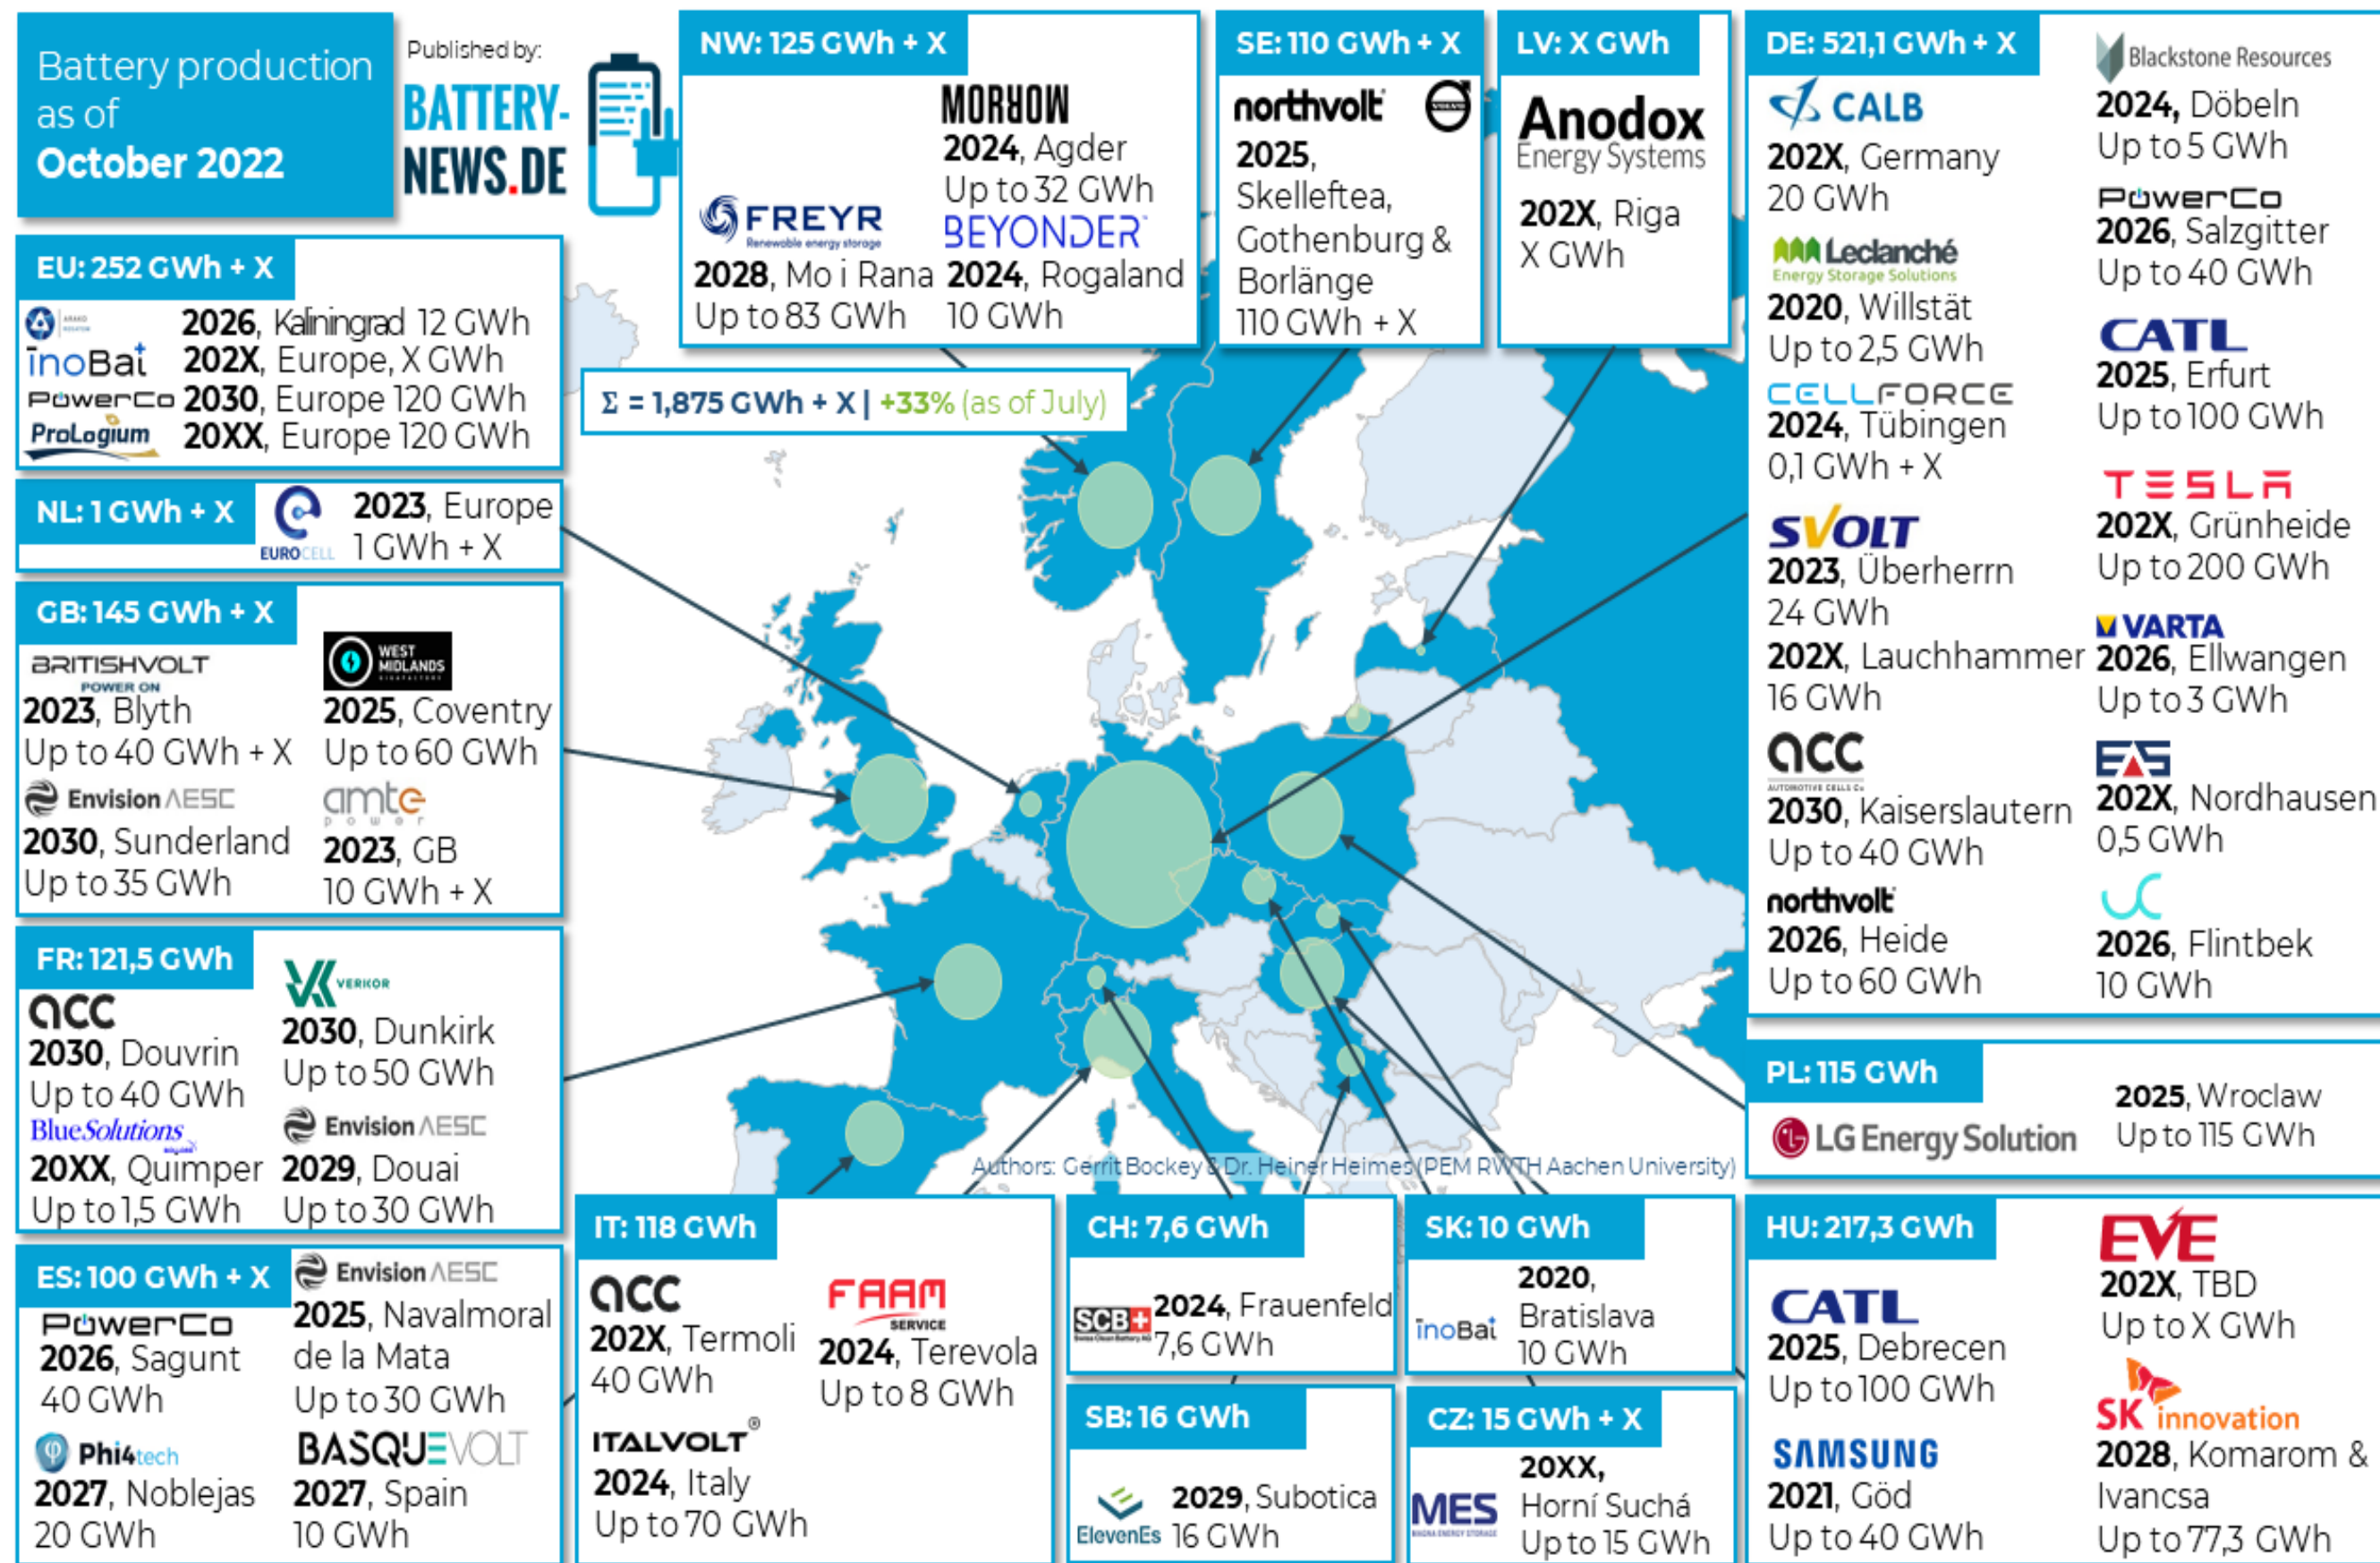 Battery production
as of
October 2022
Published by:
BATTERY-
NEWS.DE
NW: 125 GWh + X
FREYR
Renewable energy storage
2028, Mo i Rana
Up to 83 GWh
MORROW
2024, Agder
Up to 32 GWh
BEYONDER
2024, Rogaland
10 GWh
SE: 110 GWh + X
northvolt
VOLVO
2025,
Skelleftea,
Gothenburg &
Borlänge
110 GWh + X
LV: X GWh
Anodox
Energy Systems
202X, Riga
X GWh
DE: 521,1 GWh + X
CALB
202X, Germany
20 GWh
Leclanché
Energy Storage Solutions
2020, Willstät
Up to 2,5 GWh
CELLFORCE
2024, Tübingen
0,1 GWh + X
SVOLT
2023, Überherrn
24 GWh
202X, Lauchhammer
16 GWh
acc
AUTOMOTIVE CELLS Co
2030, Kaiserslautern
Up to 40 GWh
northvolt
2026, Heide
Up to 60 GWh
Blackstone Resources
2024, Döbeln
Up to 5 GWh
PowerCo
2026, Salzgitter
Up to 40 GWh
CATL
2025, Erfurt
Up to 100 GWh
TESLA
202X, Grünheide
Up to 200 GWh
VARTA
2026, Ellwangen
Up to 3 GWh
EAS
202X, Nordhausen
0,5 GWh
2026, Flintbek
10 GWh
EU: 252 GWh + X
2026, Kaliningrad 12 GWh
inoBat
202X, Europe, X GWh
PowerCo
2030, Europe 120 GWh
ProLogium
20XX, Europe 120 GWh
Σ = 1,875 GWh + X | +33% (as of July)
NL: 1 GWh + X
EUROCELL
2023, Europe
1 GWh + X
GB: 145 GWh + X
BRITISHVOLT
POWER ON
2023, Blyth
Up to 40 GWh + X
WEST
MIDLANDS
GIGAFACTORY
2025, Coventry
Up to 60 GWh
Envision AESC
2030, Sunderland
Up to 35 GWh
amte
power
2023, GB
10 GWh + X
FR: 121,5 GWh
acc
2030, Douvrin
Up to 40 GWh
VERKOR
2030, Dunkirk
Up to 50 GWh
BlueSolutions
20XX, Quimper
Up to 1,5 GWh
Envision AESC
2029, Douai
Up to 30 GWh
ES: 100 GWh + X
PowerCo
2026, Sagunt
40 GWh
Envision AESC
2025, Navalmoral
de la Mata
Up to 30 GWh
Phi4tech
2027, Noblejas
20 GWh
BASQUEVOLT
2027, Spain
10 GWh
Authors: Gerrit Bockey & Dr. Heiner Heimes (PEM RWTH Aachen University)
IT: 118 GWh
acc
202X, Termoli
40 GWh
FAAM
SERVICE
2024, Terevola
Up to 8 GWh
ITALVOLT®
2024, Italy
Up to 70 GWh
CH: 7,6 GWh
SCB+
Swiss Clean Battery AG
2024, Frauenfeld
7,6 GWh
SB: 16 GWh
ElevenEs
2029, Subotica
16 GWh
SK: 10 GWh
inoBat
2020,
Bratislava
10 GWh
CZ: 15 GWh + X
MES
MAGNA ENERGY STORAGE
20XX,
Horní Suchá
Up to 15 GWh
PL: 115 GWh
LG Energy Solution
2025, Wroclaw
Up to 115 GWh
HU: 217,3 GWh
CATL
2025, Debrecen
Up to 100 GWh
SAMSUNG
2021, Göd
Up to 40 GWh
EVE
202X, TBD
Up to X GWh
SK innovation
2028, Komarom &
Ivancsa
Up to 77,3 GWh